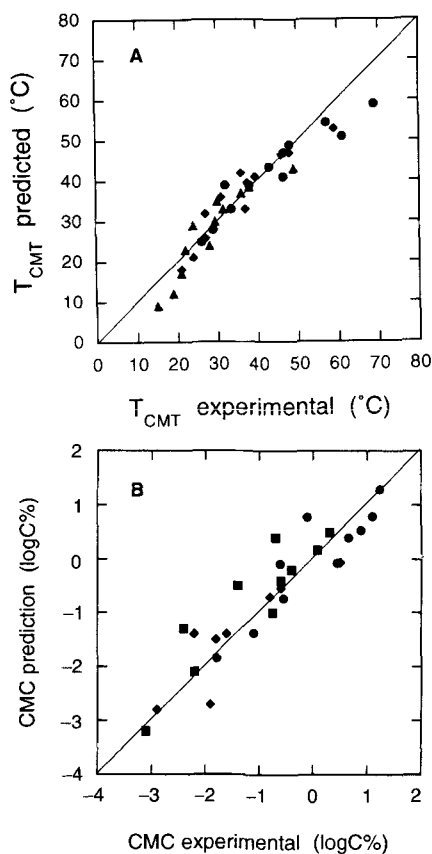 A
80
70
60
50
40
30
20
10
0
T_CMT predicted (°C)
0 10 20 30 40 50 60 70 80
T_CMT experimental (°C)
B
2
1
0
−1
−2
−3
−4
CMC prediction (logC%)
−4 −3 −2 −1 0 1 2
CMC experimental (logC%)